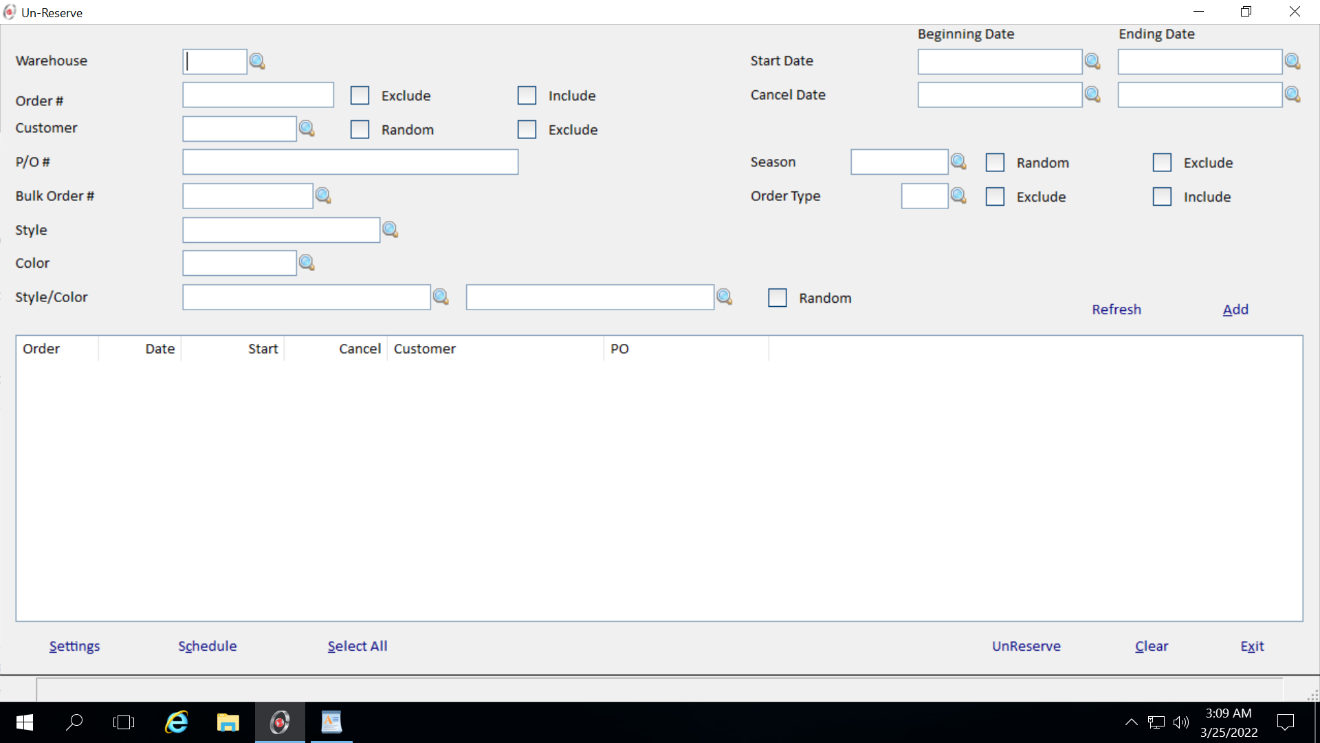 Un-Reserve
Beginning Date Ending Date
Warehouse Start Date
Order # Exclude Include Cancel Date
Customer Random Exclude
P/O # Season Random Exclude
Bulk Order # Order Type Exclude Include
Style
Color
Style/Color Random
Refresh Add
Order Date Start Cancel Customer PO
Settings Schedule Select All UnReserve Clear Exit
3:09 AM
3/25/2022